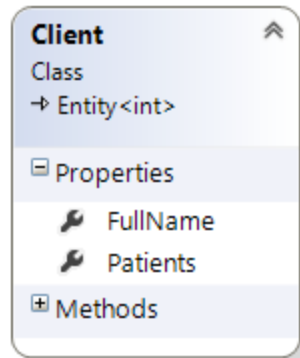 Client
Class
Entity<int>
Properties
FullName
Patients
Methods